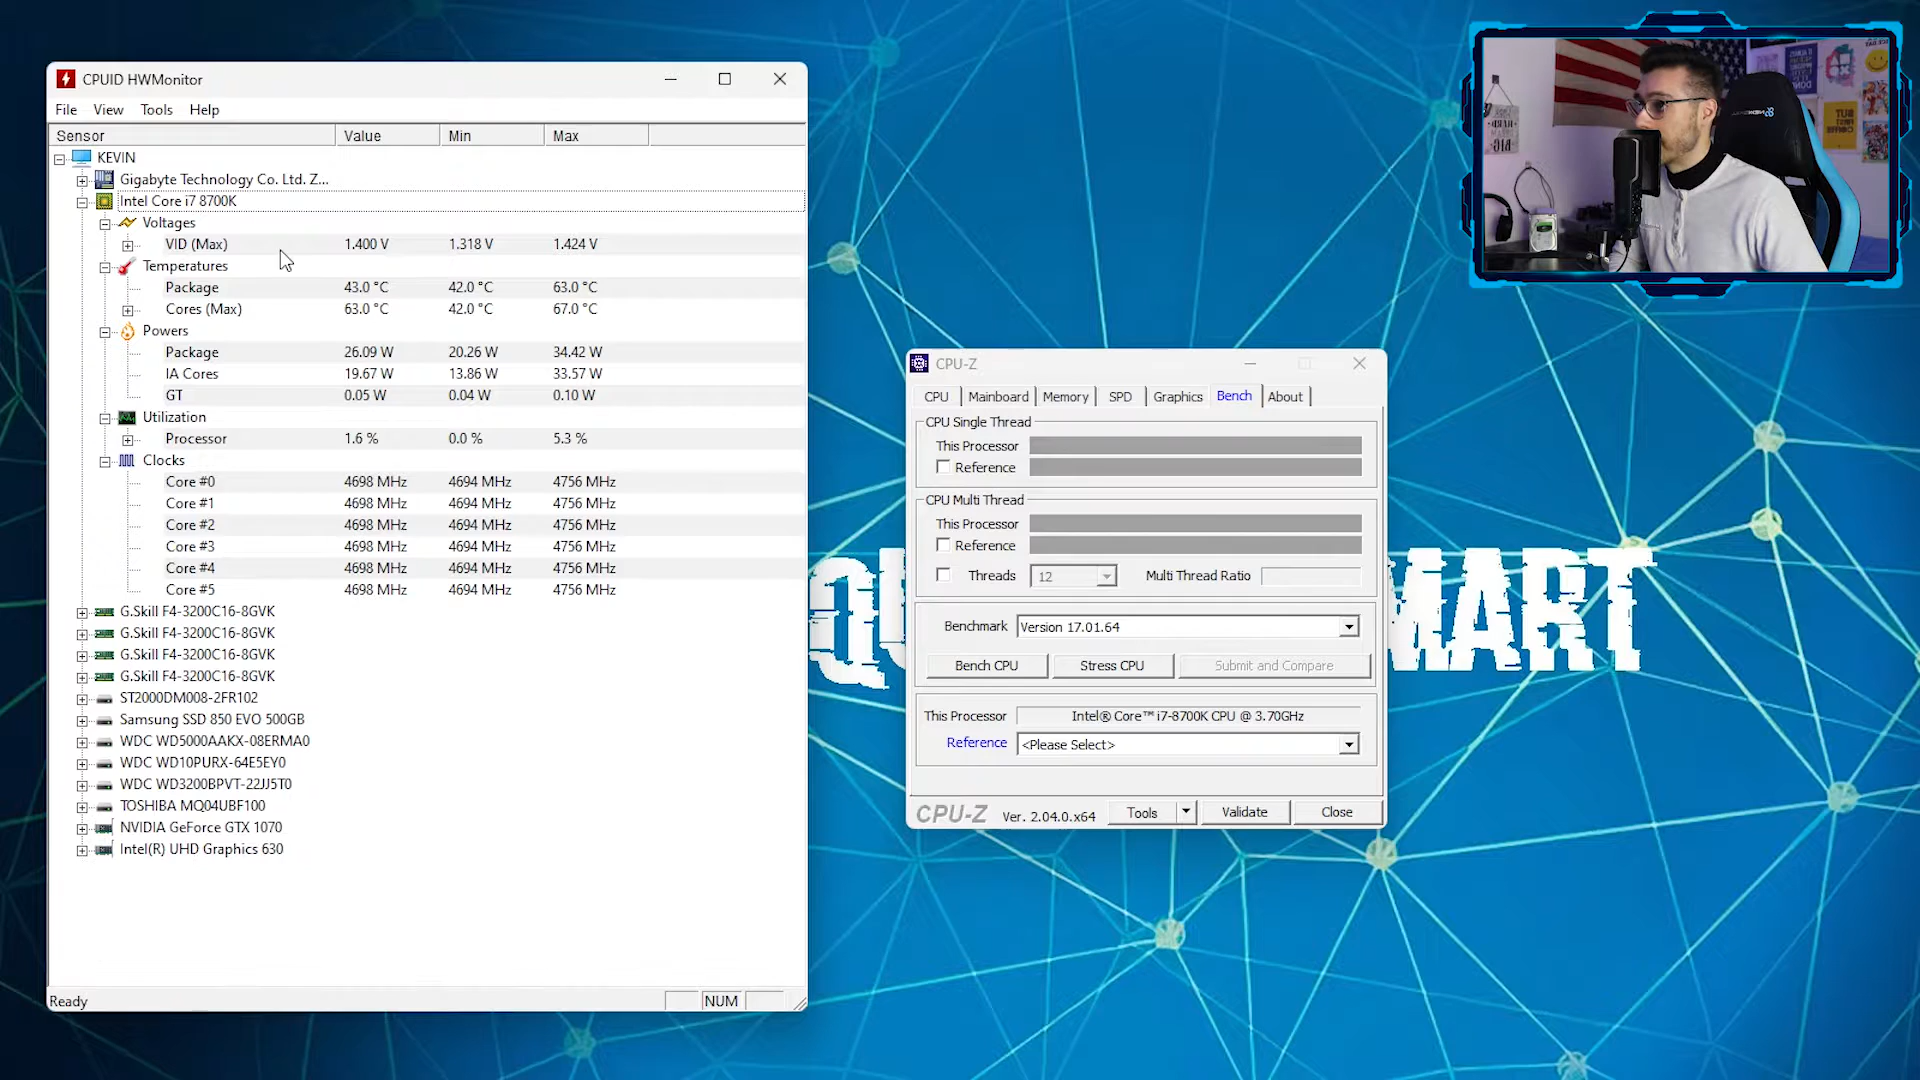 CPUID HWMonitor
File View Tools Help
Sensor Value Min Max
KEVIN
Gigabyte Technology Co. Ltd. Z...
Intel Core i7 8700K
Voltages
VID (Max) 1.400 V 1.318 V 1.424 V
Temperatures
Package 43.0 °C 42.0 °C 63.0 °C
Cores (Max) 63.0 °C 42.0 °C 67.0 °C
Powers
Package 26.09 W 20.26 W 34.42 W
IA Cores 19.67 W 13.86 W 33.57 W
GT 0.05 W 0.04 W 0.10 W
Utilization
Processor 1.6 % 0.0 % 5.3 %
Clocks
Core #0 4698 MHz 4694 MHz 4756 MHz
Core #1 4698 MHz 4694 MHz 4756 MHz
Core #2 4698 MHz 4694 MHz 4756 MHz
Core #3 4698 MHz 4694 MHz 4756 MHz
Core #4 4698 MHz 4694 MHz 4756 MHz
Core #5 4698 MHz 4694 MHz 4756 MHz
G.Skill F4-3200C16-8GVK
G.Skill F4-3200C16-8GVK
G.Skill F4-3200C16-8GVK
G.Skill F4-3200C16-8GVK
ST2000DM008-2FR102
Samsung SSD 850 EVO 500GB
WDC WD5000AAKX-08ERMA0
WDC WD10PURX-64E5EY0
WDC WD3200BPVT-22JJ5T0
TOSHIBA MQ04UBF100
NVIDIA GeForce GTX 1070
Intel(R) UHD Graphics 630
Ready NUM
CPU-Z
CPU Mainboard Memory SPD Graphics Bench About
CPU Single Thread
This Processor
Reference
CPU Multi Thread
This Processor
Reference
Threads 12 Multi Thread Ratio
Benchmark Version 17.01.64
Bench CPU Stress CPU Submit and Compare
This Processor Intel® Core™ i7-8700K CPU @ 3.70GHz
Reference <Please Select>
CPU-Z Ver. 2.04.0.x64 Tools Validate Close
MART